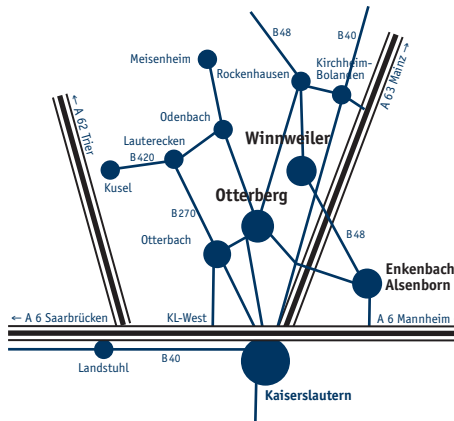 B48
B40
Meisenheim
Rockenhausen
Kirchheim-
Bolanden
A 63 Mainz →
← A 62 Trier
Odenbach
Winnweiler
Lauterecken
B420
Kusel
Otterberg
B270
Otterbach
B48
Enkenbach
Alsenborn
← A 6 Saarbrücken
KL-West
A 6 Mannheim
B40
Landstuhl
Kaiserslautern